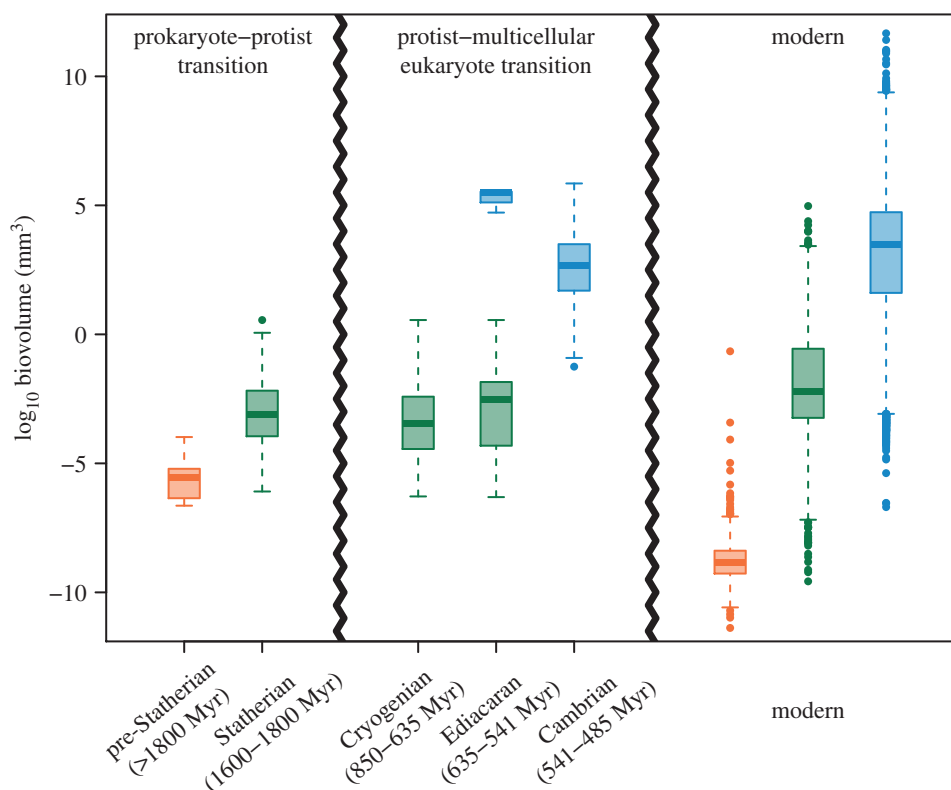 prokaryote–protist
transition
protist–multicellular
eukaryote transition
modern
log10 biovolume (mm3)
10
5
0
−5
−10
pre-Statherian
(>1800 Myr)
Statherian
(1600–1800 Myr)
Cryogenian
(850–635 Myr)
Ediacaran
(635–541 Myr)
Cambrian
(541–485 Myr)
modern